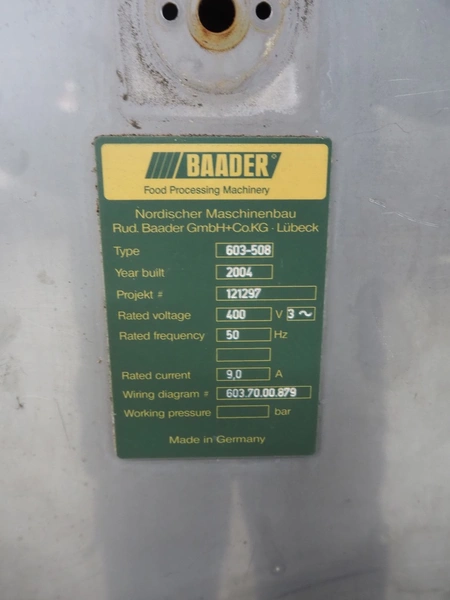 BAADER®
Food Processing Machinery
Nordischer Maschinenbau
Rud. Baader GmbH+Co.KG · Lübeck
Type 603-508
Year built 2004
Projekt # 121297
Rated voltage 400 V 3 ~
Rated frequency 50 Hz
Rated current 9,0 A
Wiring diagram # 603.70.00.879
Working pressure bar
Made in Germany